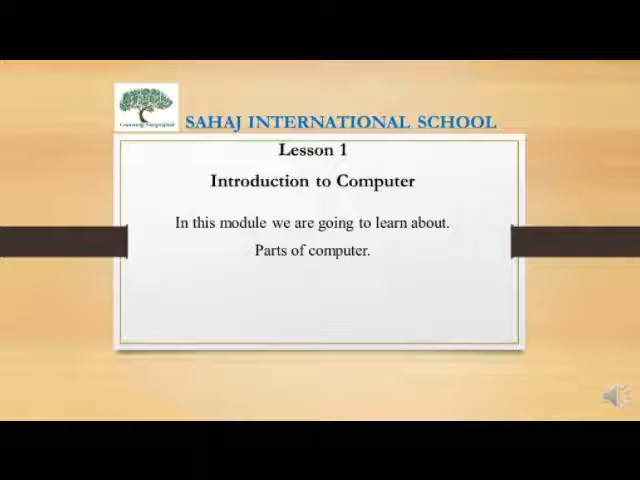 SAHAJ INTERNATIONAL SCHOOL
Lesson 1
Introduction to Computer
In this module we are going to learn about.
Parts of computer.